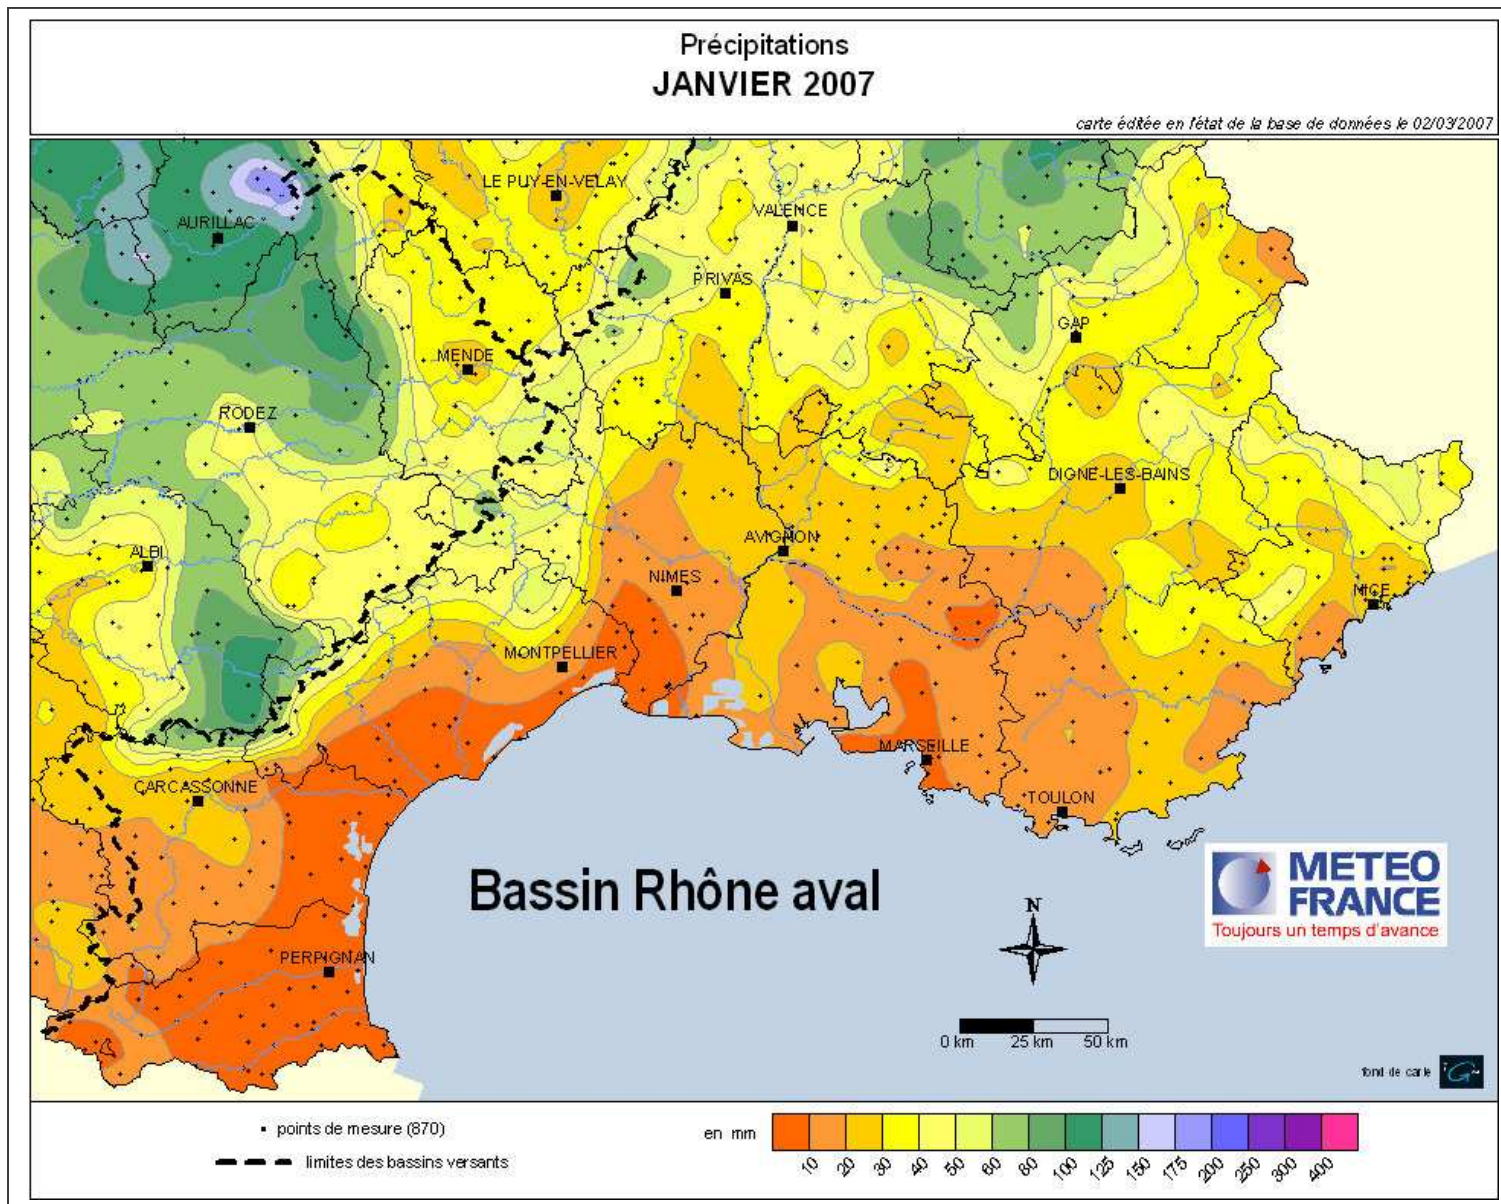 Précipitations
JANVIER 2007
carte éditée en l'état de la base de données le 02/03/2007
LE PUY-EN-VELAY
AURILLAC
VALENCE
PRIVAS
GAP
MENDE
RODEZ
DIGNE-LES-BAINS
AVIGNON
ALBI
NIMES
NICE
MONTPELLIER
MARSEILLE
CARCASSONNE
TOULON
Bassin Rhône aval
METEO
FRANCE
Toujours un temps d'avance
N
PERPIGNAN
0 km 25 km 50 km
fond de carte
points de mesure (870)
limites des bassins versants
en mm
10 20 30 40 50 60 80 100 125 150 175 200 250 300 400